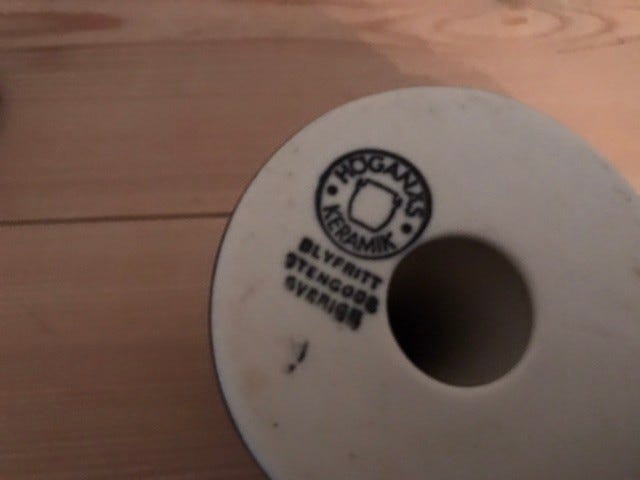 HÖGANÄS
KERAMIK
BLYFRITT
STENGODS
SVERIGE